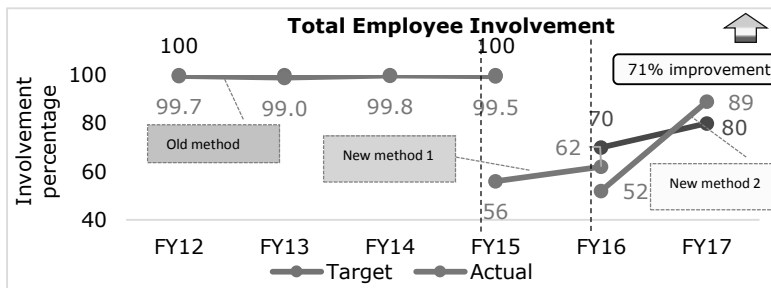 Total Employee Involvement
100
100
71% improvement
Involvement percentage
100
80
60
40
99.7
99.0
99.8
99.5
Old method
New method 1
62
70
89
80
56
52
New method 2
FY12
FY13
FY14
FY15
FY16
FY17
Target
Actual